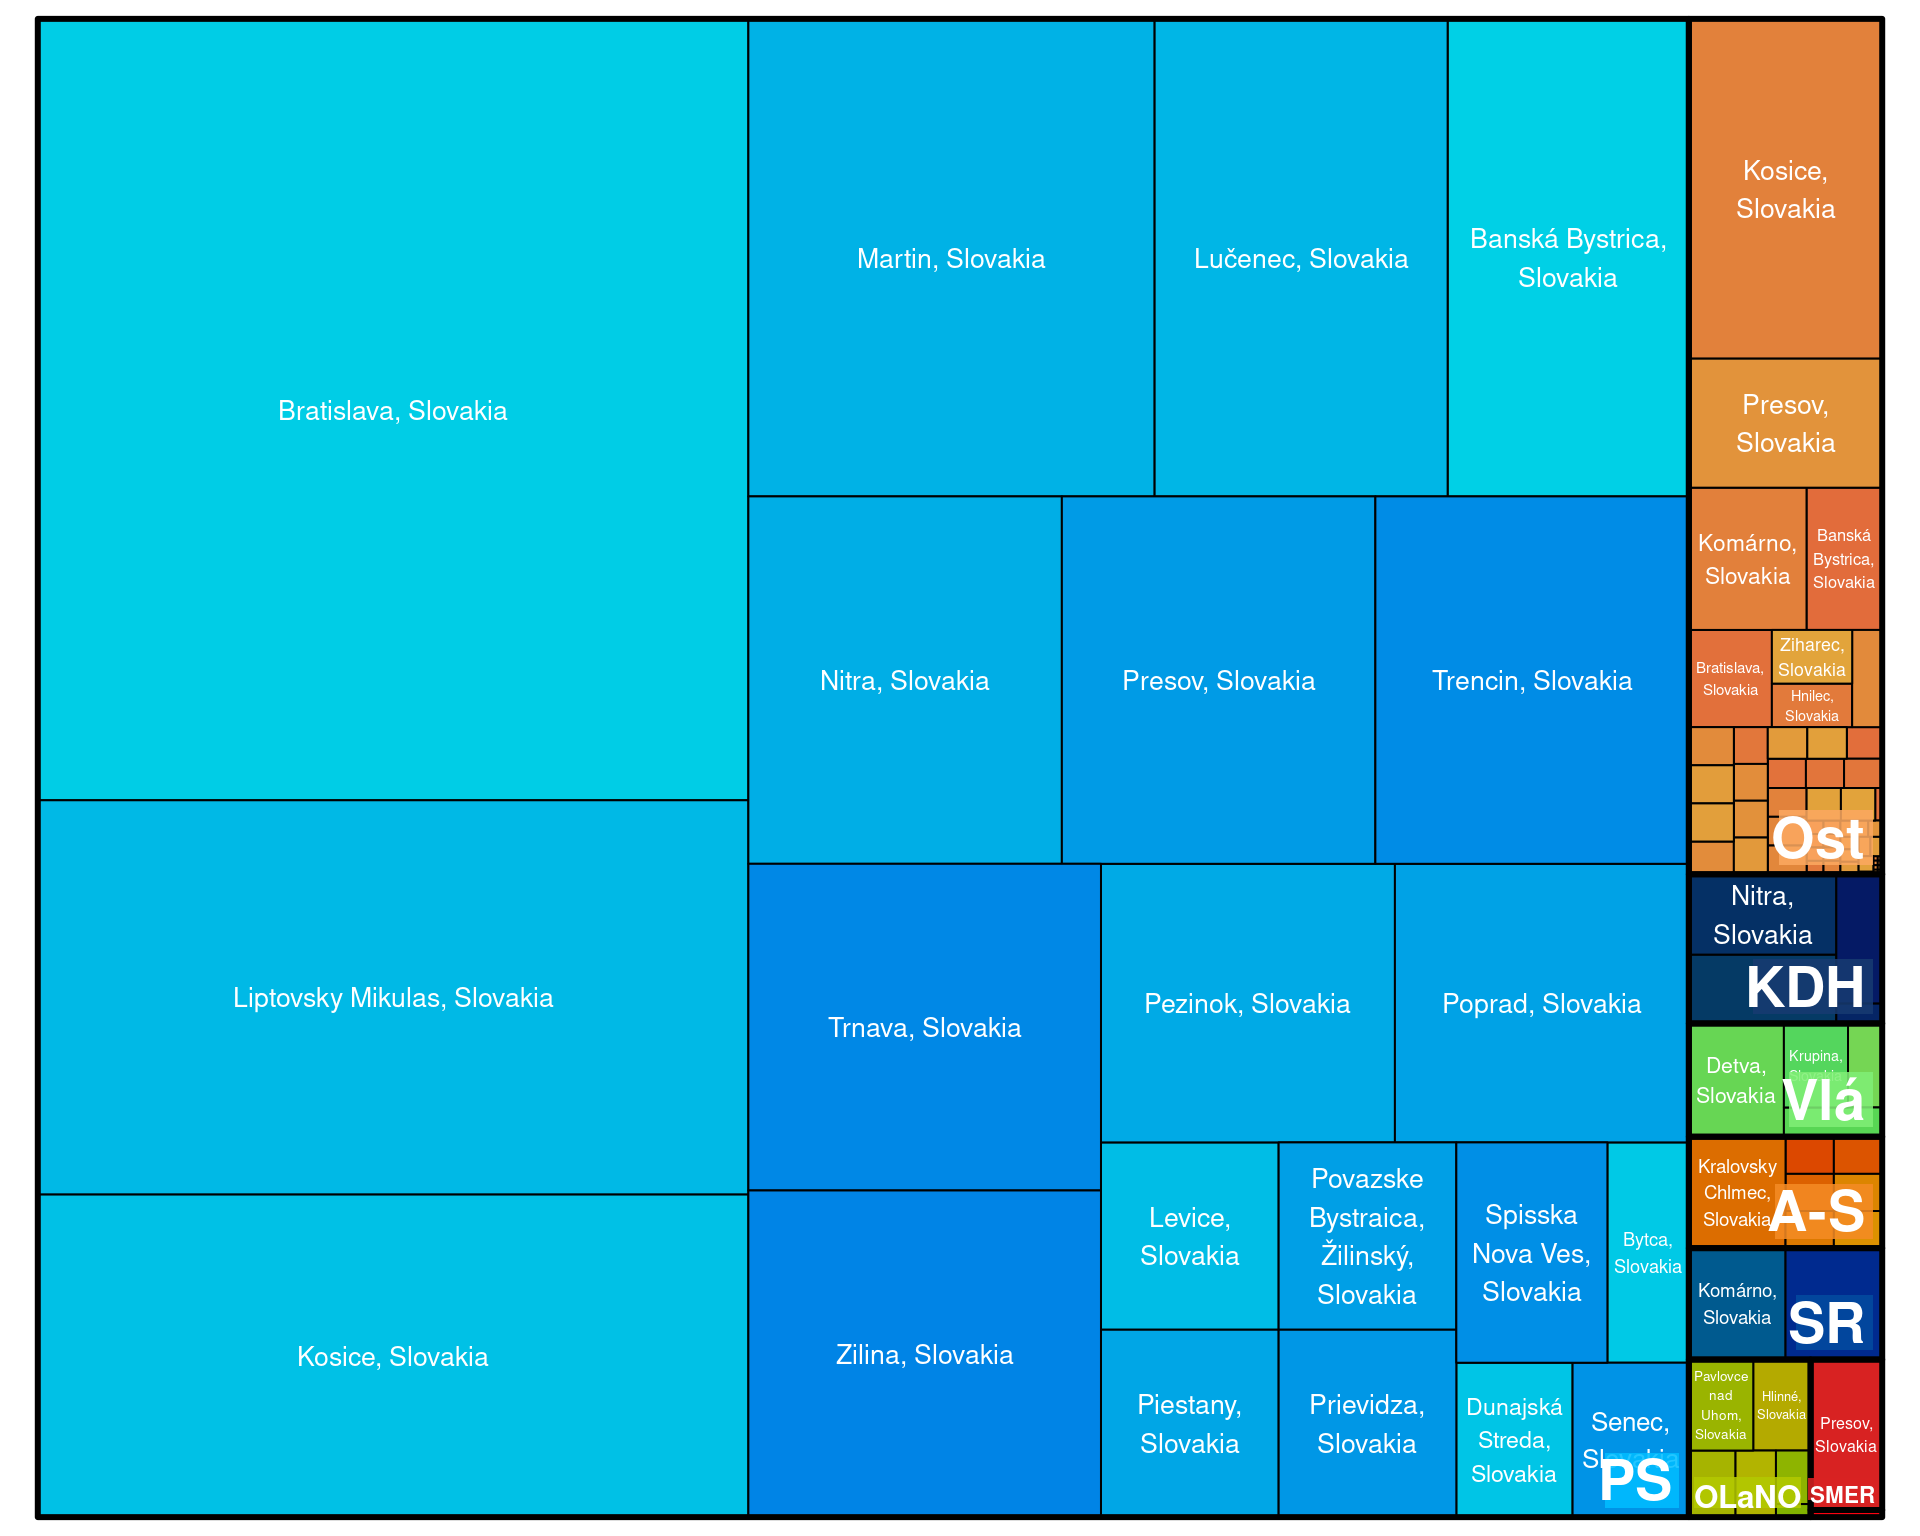 Bratislava, Slovakia
Liptovsky Mikulas, Slovakia
Kosice, Slovakia
Martin, Slovakia
Lučenec, Slovakia
Banská Bystrica,
Slovakia
Nitra, Slovakia
Presov, Slovakia
Trencin, Slovakia
Trnava, Slovakia
Zilina, Slovakia
Pezinok, Slovakia
Poprad, Slovakia
Levice,
Slovakia
Povazske
Bystraica,
Žilinský,
Slovakia
Spisska
Nova Ves,
Slovakia
Bytca,
Slovakia
Piestany,
Slovakia
Prievidza,
Slovakia
Dunajská
Streda,
Slovakia
Senec,
Slovakia
PS
Kosice,
Slovakia
Presov,
Slovakia
Komárno,
Slovakia
Banská
Bystrica,
Slovakia
Bratislava,
Slovakia
Ziharec,
Slovakia
Hnilec,
Slovakia
Ost
Nitra,
Slovakia
KDH
Detva,
Slovakia
Krupina,
Slovakia
Vlá
Kralovsky
Chlmec,
Slovakia
A-S
Komárno,
Slovakia
SR
Pavlovce
nad
Uhom,
Slovakia
Hlinné,
Slovakia
OLaNO
Presov,
Slovakia
SMER